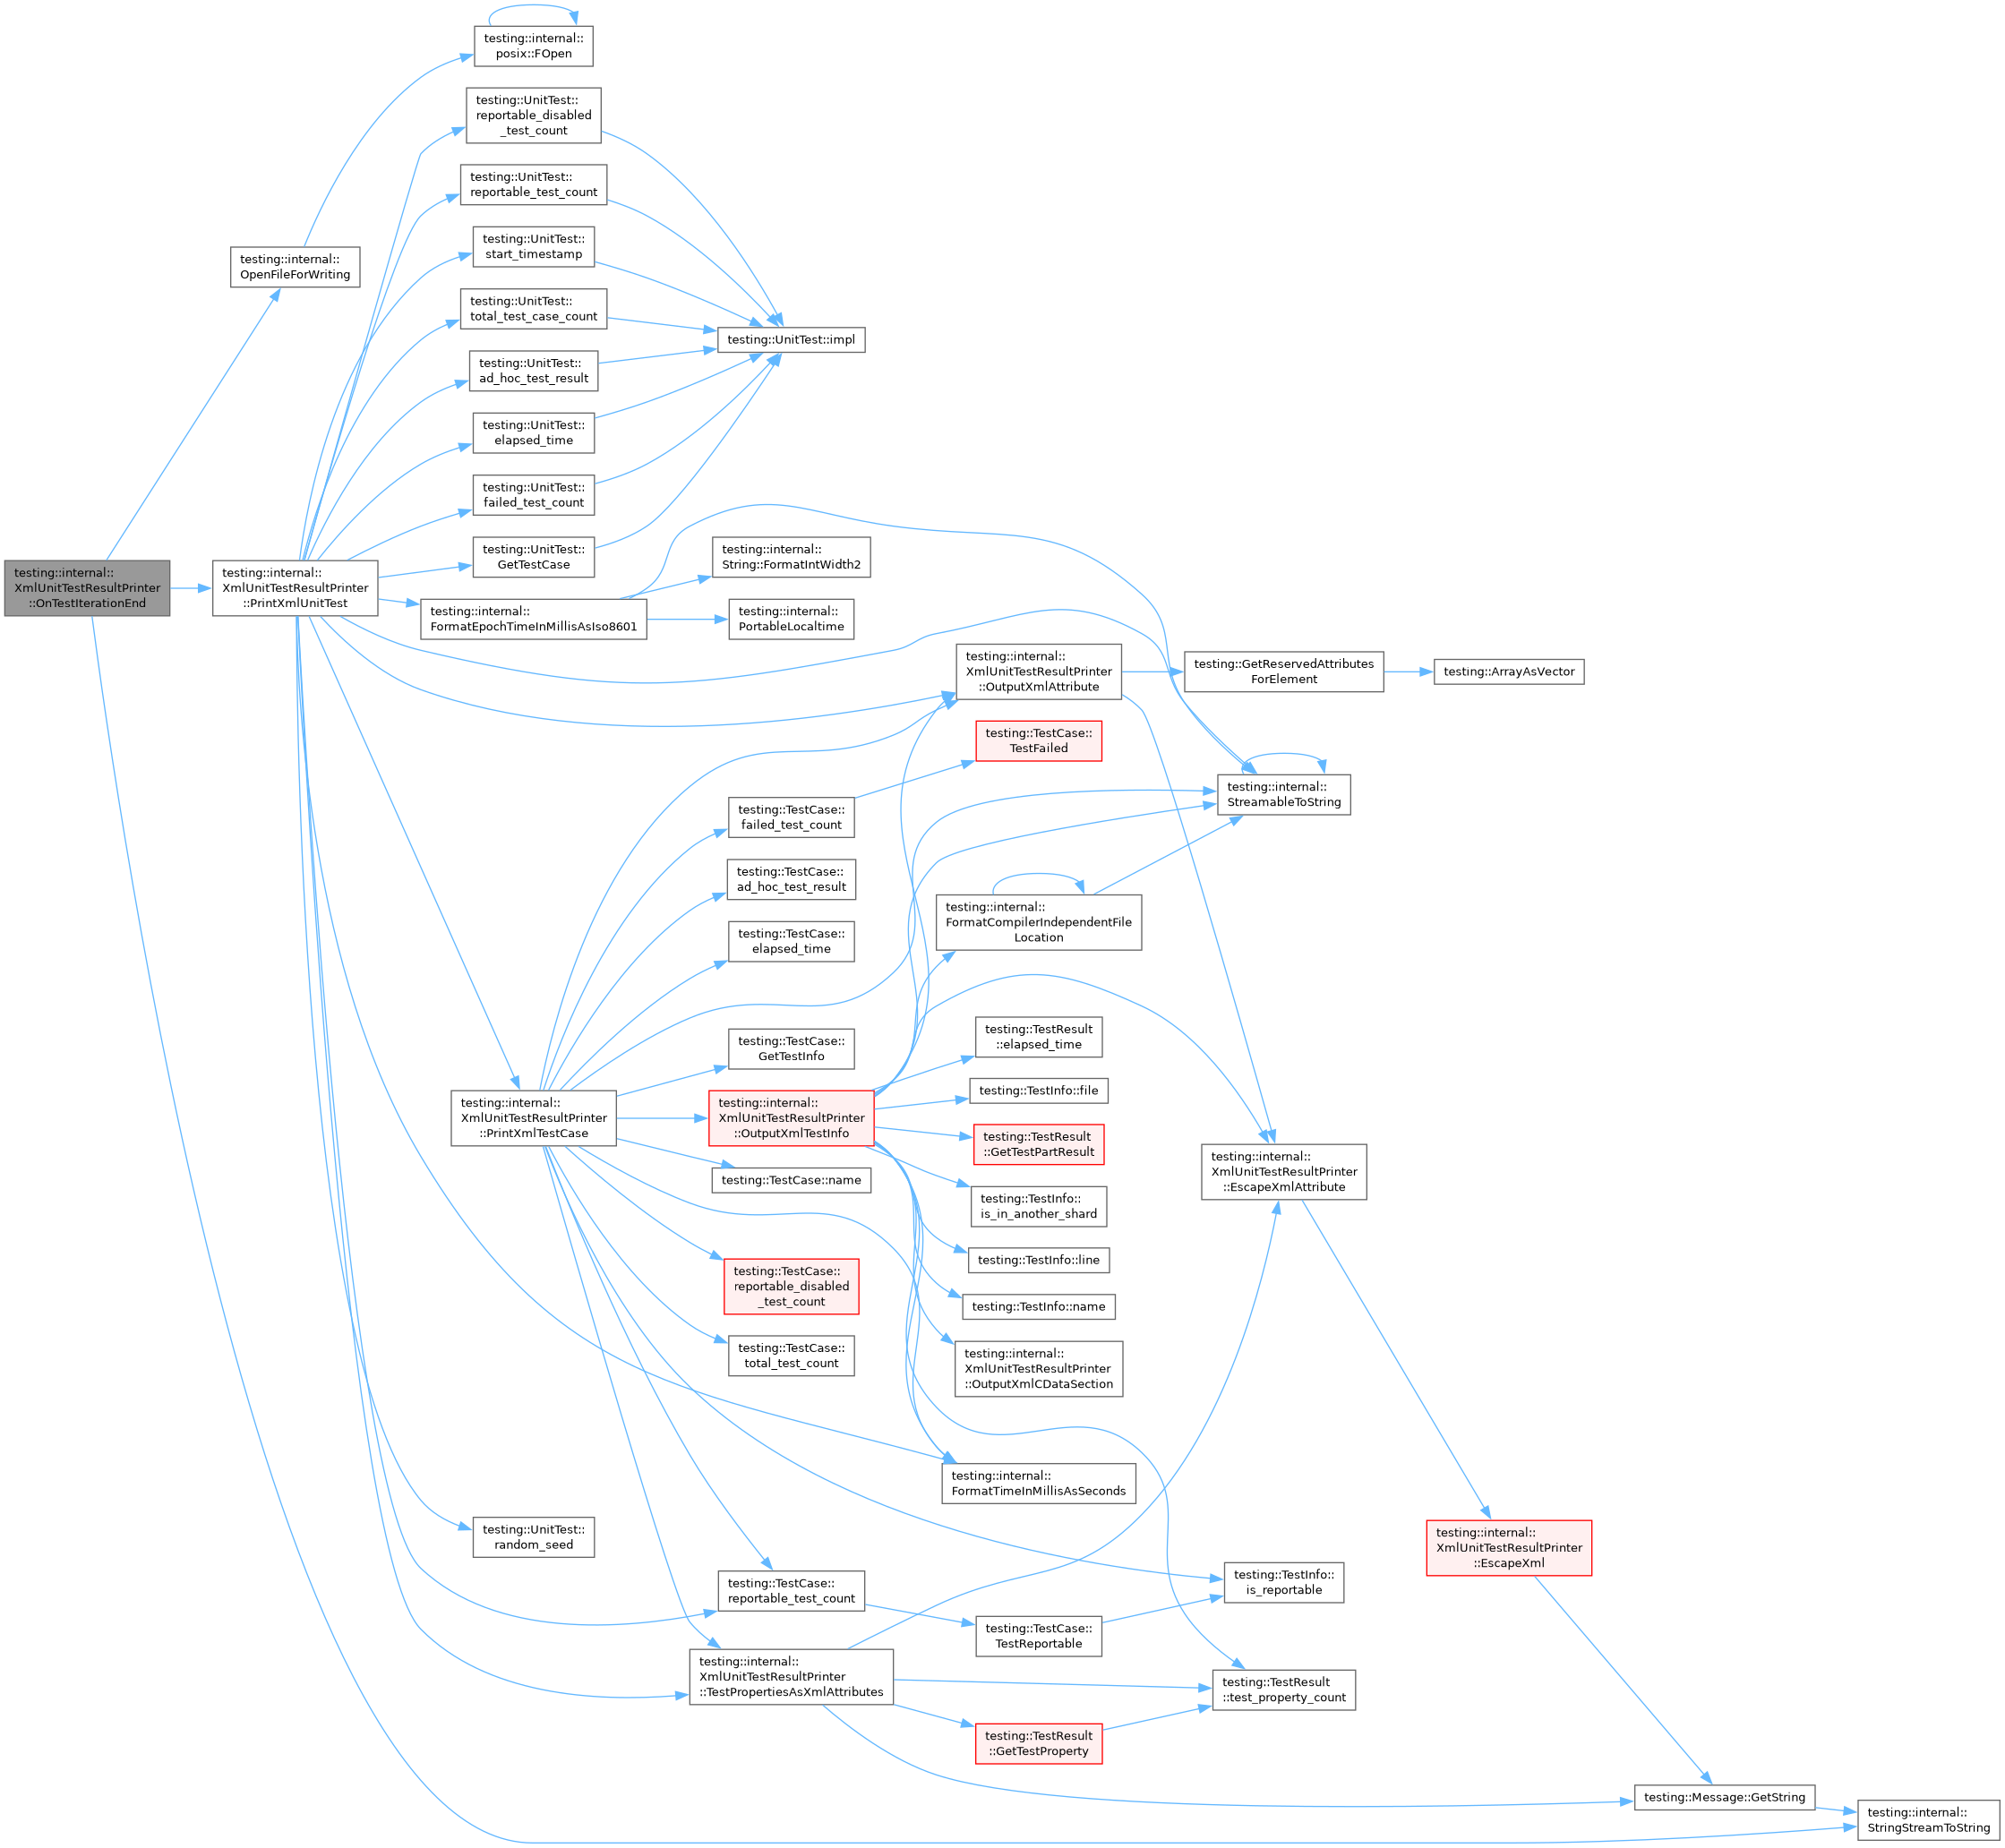 testing::internal::
posix::FOpen
testing::UnitTest::
reportable_disabled
_test_count
testing::UnitTest::
reportable_test_count
testing::UnitTest::
start_timestamp
testing::internal::
OpenFileForWriting
testing::UnitTest::
total_test_case_count
testing::UnitTest::impl
testing::UnitTest::
ad_hoc_test_result
testing::UnitTest::
elapsed_time
testing::UnitTest::
failed_test_count
testing::UnitTest::
GetTestCase
testing::internal::
String::FormatIntWidth2
testing::internal::
XmlUnitTestResultPrinter
::OnTestIterationEnd
testing::internal::
XmlUnitTestResultPrinter
::PrintXmlUnitTest
testing::internal::
FormatEpochTimeInMillisAsIso8601
testing::internal::
PortableLocaltime
testing::internal::
XmlUnitTestResultPrinter
::OutputXmlAttribute
testing::GetReservedAttributes
ForElement
testing::ArrayAsVector
testing::TestCase::
TestFailed
testing::internal::
StreamableToString
testing::TestCase::
failed_test_count
testing::TestCase::
ad_hoc_test_result
testing::internal::
FormatCompilerIndependentFile
Location
testing::TestCase::
elapsed_time
testing::TestCase::
GetTestInfo
testing::TestResult
::elapsed_time
testing::TestInfo::file
testing::internal::
XmlUnitTestResultPrinter
::PrintXmlTestCase
testing::internal::
XmlUnitTestResultPrinter
::OutputXmlTestInfo
testing::TestResult
::GetTestPartResult
testing::TestCase::name
testing::TestInfo::
is_in_another_shard
testing::internal::
XmlUnitTestResultPrinter
::EscapeXmlAttribute
testing::TestInfo::line
testing::TestCase::
reportable_disabled
_test_count
testing::TestInfo::name
testing::TestCase::
total_test_count
testing::internal::
XmlUnitTestResultPrinter
::OutputXmlCDataSection
testing::internal::
FormatTimeInMillisAsSeconds
testing::UnitTest::
random_seed
testing::internal::
XmlUnitTestResultPrinter
::EscapeXml
testing::TestCase::
reportable_test_count
testing::TestInfo::
is_reportable
testing::TestCase::
TestReportable
testing::internal::
XmlUnitTestResultPrinter
::TestPropertiesAsXmlAttributes
testing::TestResult
::test_property_count
testing::TestResult
::GetTestProperty
testing::Message::GetString
testing::internal::
StringStreamToString